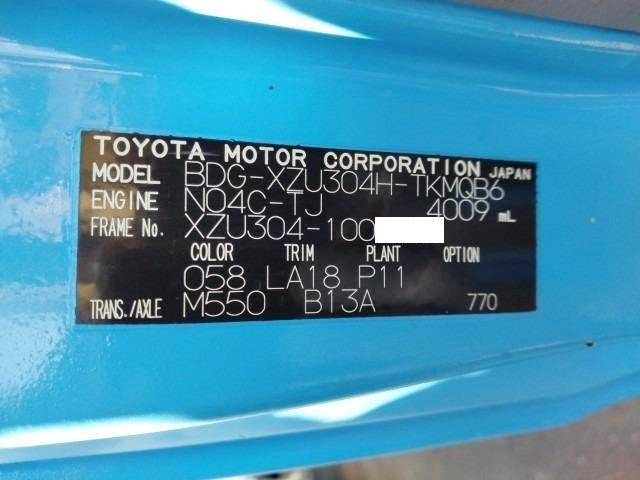 TOYOTA MOTOR CORPORATION JAPAN
MODEL BDG-XZU304H-TKMQB6
ENGINE N04C-TJ 4009 mL
FRAME No. XZU304-100
COLOR TRIM PLANT OPTION
058 LA18 P11
TRANS./AXLE M550 B13A 770